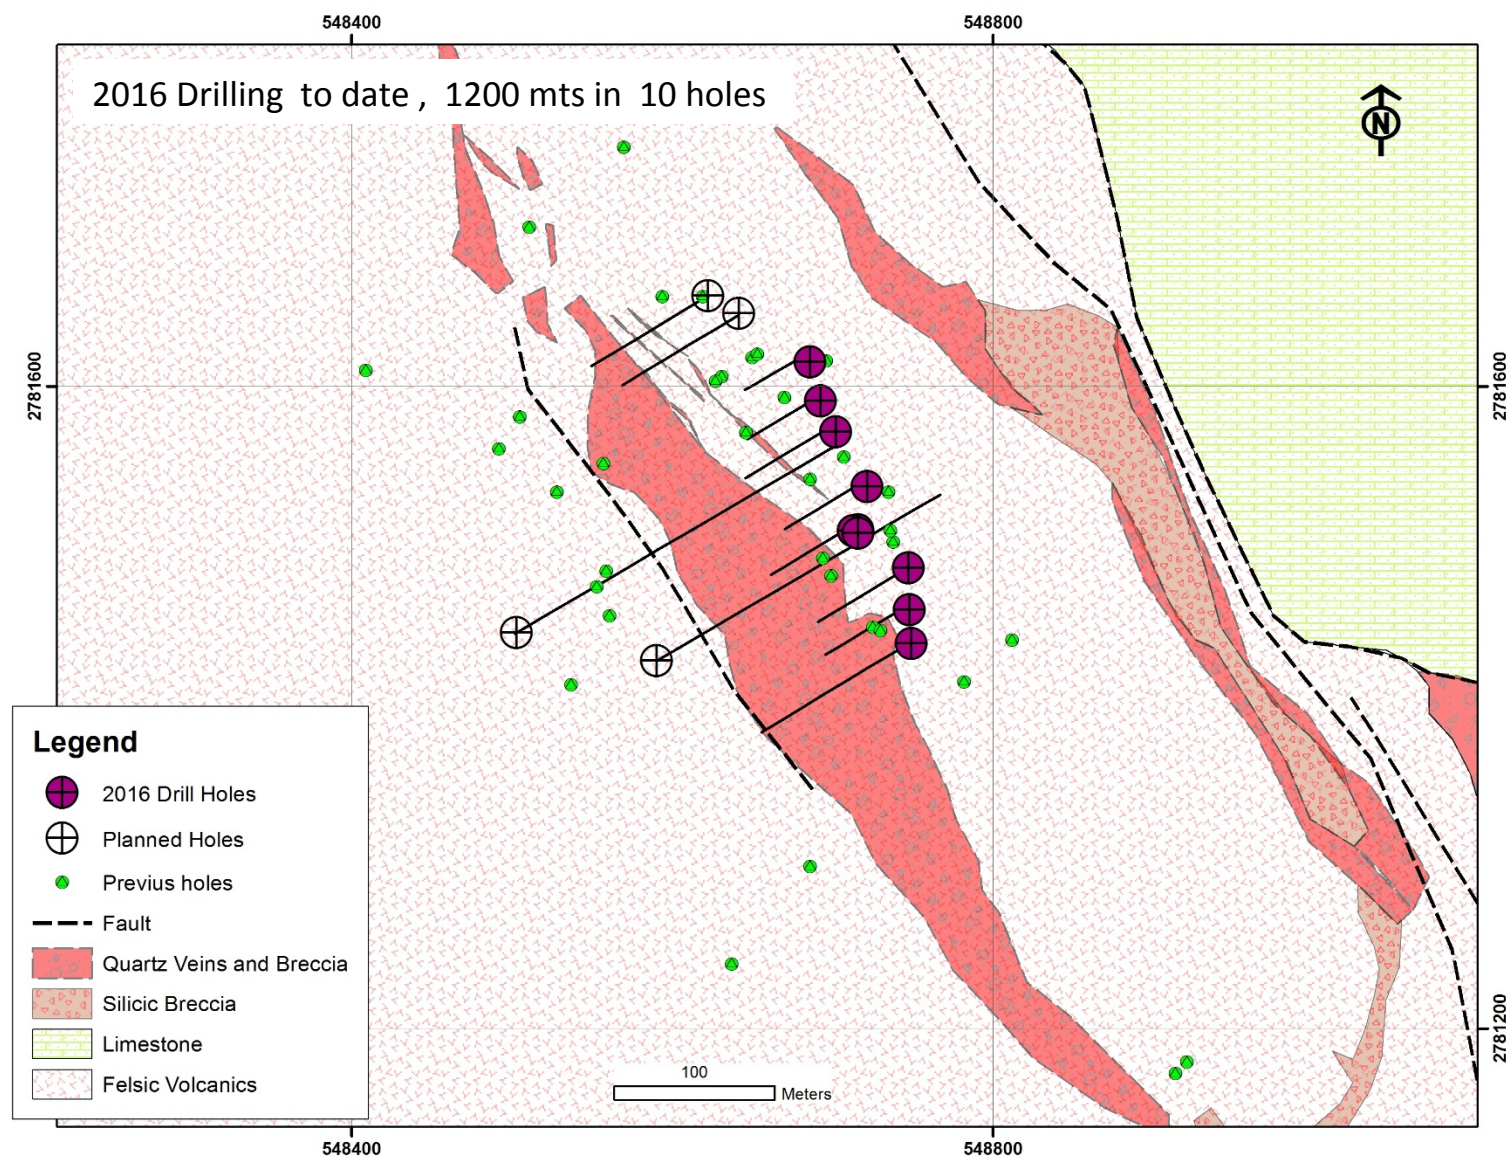 548400
548800
2016 Drilling to date , 1200 mts in 10 holes
N
2781600
2781600
Legend
2016 Drill Holes
Planned Holes
Previus holes
Fault
Quartz Veins and Breccia
Silicic Breccia
Limestone
Felsic Volcanics
100
Meters
2781200
548400
548800